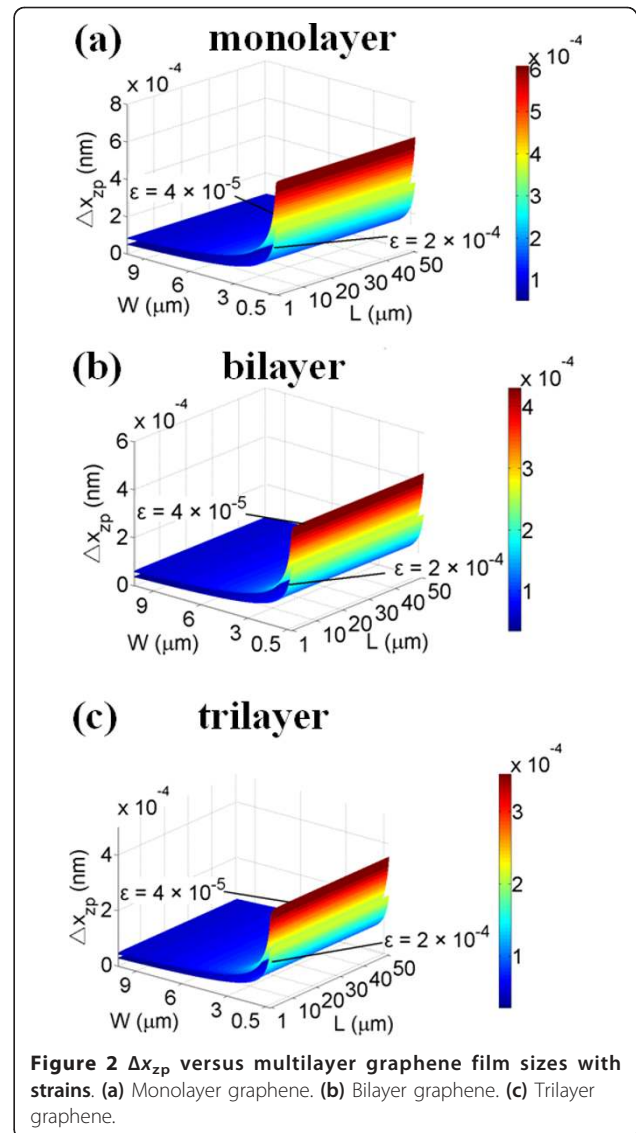 (a) monolayer
x 10⁻⁴
8
6
4
2
0
Δx_zp (nm)
ε = 4 × 10⁻⁵
ε = 2 × 10⁻⁴
9
6
3
0.5
W (μm)
1
10
20
30
40
50
L (μm)
x 10⁻⁴
6
5
4
3
2
1
(b) bilayer
x 10⁻⁴
6
4
2
0
Δx_zp (nm)
ε = 4 × 10⁻⁵
ε = 2 × 10⁻⁴
9
6
3
0.5
W (μm)
1
10
20
30
40
50
L (μm)
x 10⁻⁴
4
3
2
1
(c) trilayer
x 10⁻⁴
4
2
0
Δx_zp (nm)
ε = 4 × 10⁻⁵
ε = 2 × 10⁻⁴
9
6
3
0.5
W (μm)
1
10
20
30
40
50
L (μm)
x 10⁻⁴
3
2
1
Figure 2 Δx_zp versus multilayer graphene film sizes with
strains. (a) Monolayer graphene. (b) Bilayer graphene. (c) Trilayer
graphene.